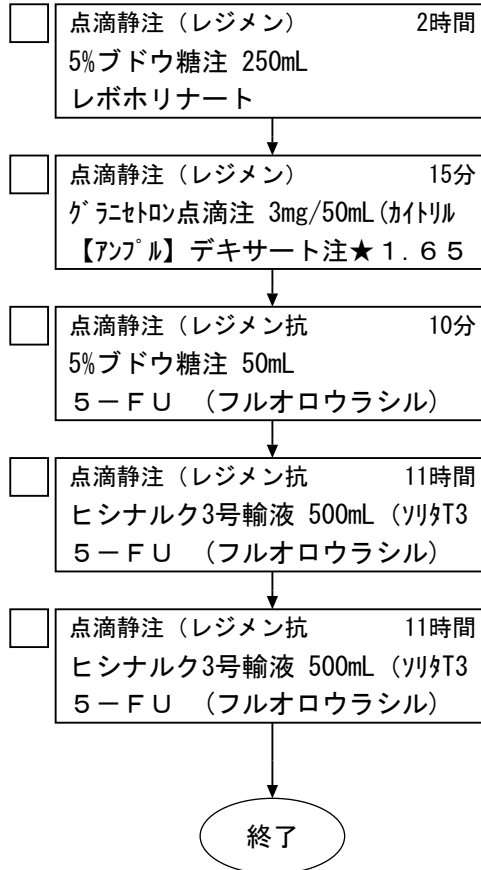 点滴静注（レジメン） 2時間
5%ブドウ糖注 250mL
レボホリナート
点滴静注（レジメン） 15分
ｸﾞﾗﾆｾﾄﾛﾝ点滴注 3mg/50mL(ｶｲﾄﾘﾙ
【ｱﾝﾌﾟﾙ】デキサート注★１．６５
点滴静注（レジメン抗 10分
5%ブドウ糖注 50mL
５－ＦＵ （フルオロウラシル）
点滴静注（レジメン抗 11時間
ヒシナルク3号輸液 500mL (ｿﾘﾀT3
５－ＦＵ （フルオロウラシル）
点滴静注（レジメン抗 11時間
ヒシナルク3号輸液 500mL (ｿﾘﾀT3
５－ＦＵ （フルオロウラシル）
終了